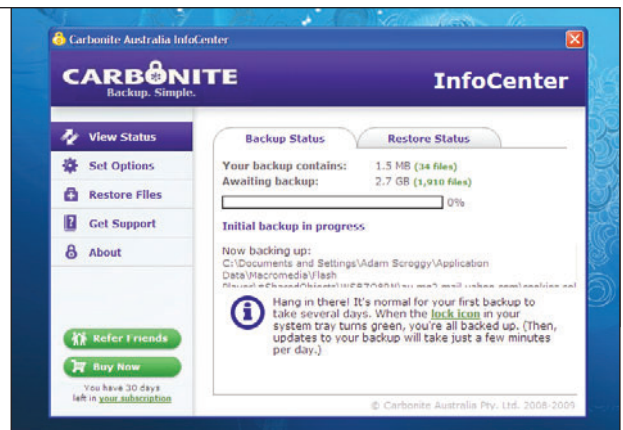 Carbonite Australia InfoCenter
CARBONITE
Backup. Simple.
InfoCenter
View Status
Set Options
Restore Files
Get Support
About
Refer Friends
Buy Now
You have 30 days
left in your subscription
Backup Status
Restore Status
Your backup contains: 1.5 MB (34 files)
Awaiting backup: 2.7 GB (1,910 files)
0%
Initial backup in progress
Now backing up:
C:\Documents and Settings\Adam Scroggy\Application
Data\Macromedia\Flash
Hang in there! It's normal for your first backup to
take several days. When the lock icon in your
system tray turns green, you're all backed up. (Then,
updates to your backup will take just a few minutes
per day.)
© Carbonite Australia Pty. Ltd. 2008-2009